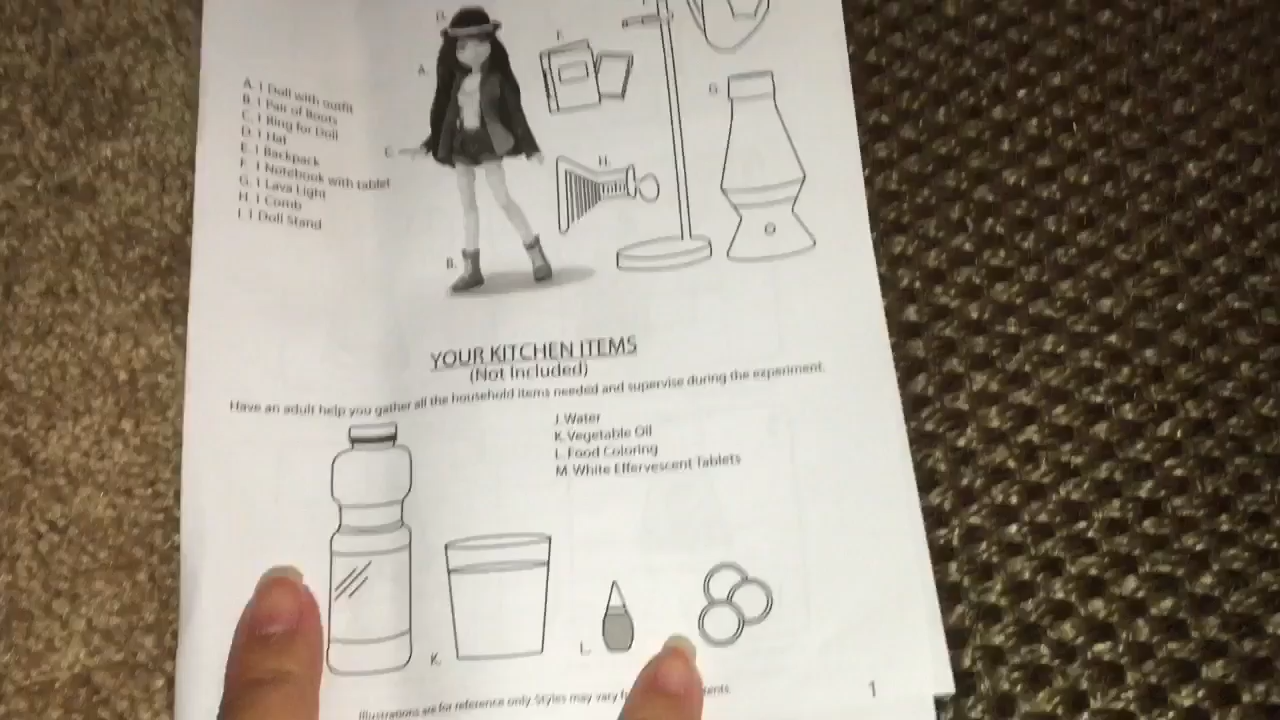 D.
A.
F.
G.
A. 1 Doll with outfit
B. 1 Pair of Boots
C. 1 Ring for Doll
D. 1 Hat
E. 1 Backpack
F. 1 Notebook with tablet
G. 1 Lava Light
H. 1 Comb
I. 1 Doll Stand
C.
H.
B.
YOUR KITCHEN ITEMS
(Not Included)
Have an adult help you gather all the household items needed and supervise during the experiment.
J. Water
K. Vegetable Oil
L. Food Coloring
M. White Effervescent Tablets
K.
L.
Illustrations are for reference only. Styles may vary
1